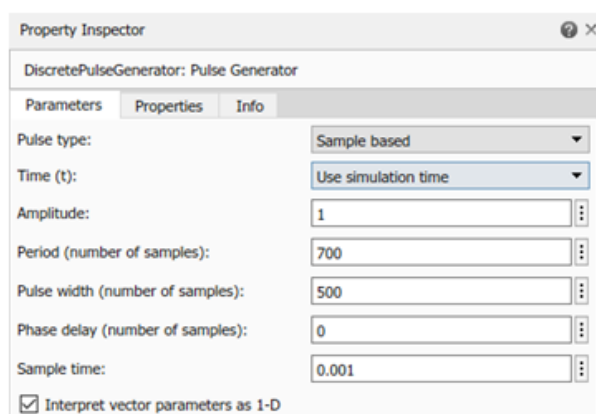 Property Inspector
DiscretePulseGenerator: Pulse Generator
Parameters Properties Info
Pulse type: Sample based
Time (t): Use simulation time
Amplitude: 1
Period (number of samples): 700
Pulse width (number of samples): 500
Phase delay (number of samples): 0
Sample time: 0.001
Interpret vector parameters as 1-D